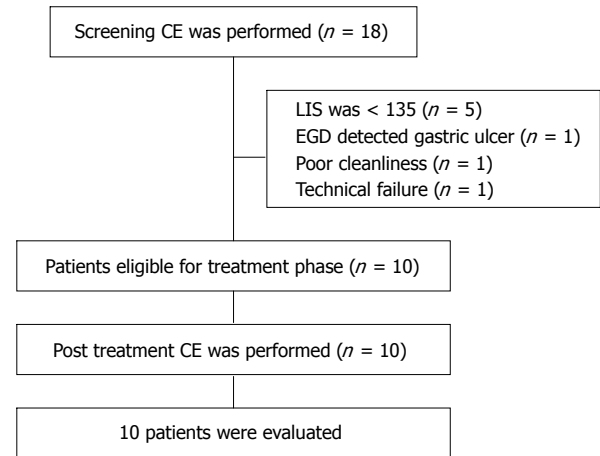 Screening CE was performed (n = 18)
LIS was < 135 (n = 5)
EGD detected gastric ulcer (n = 1)
Poor cleanliness (n = 1)
Technical failure (n = 1)
Patients eligible for treatment phase (n = 10)
Post treatment CE was performed (n = 10)
10 patients were evaluated